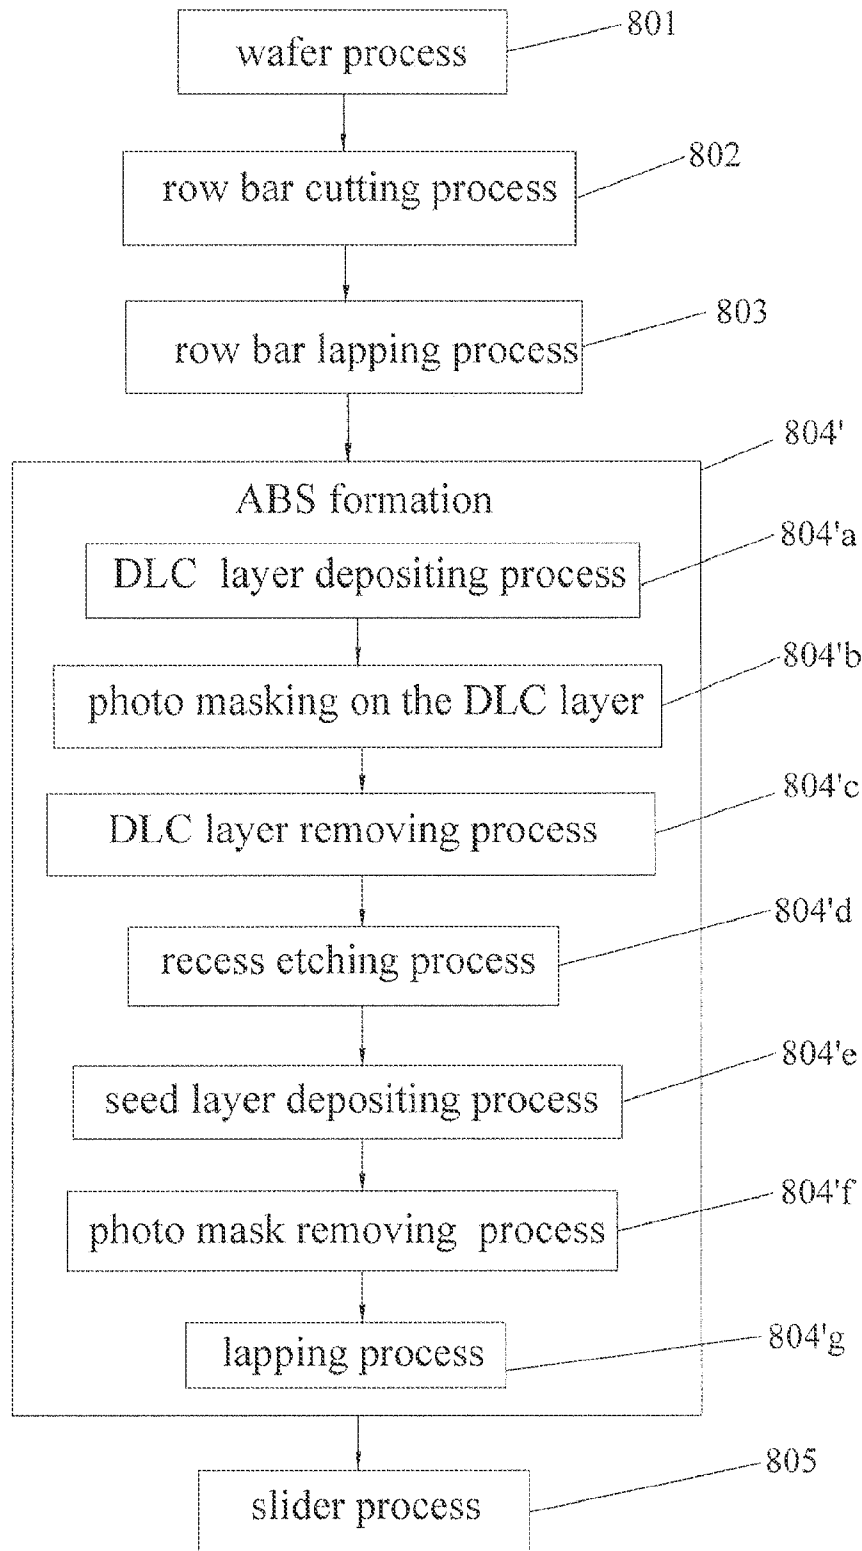 801
wafer process
802
row bar cutting process
803
row bar lapping process
804'
ABS formation
804'a
DLC layer depositing process
804'b
photo masking on the DLC layer
804'c
DLC layer removing process
804'd
recess etching process
804'e
seed layer depositing process
804'f
photo mask removing process
804'g
lapping process
805
slider process